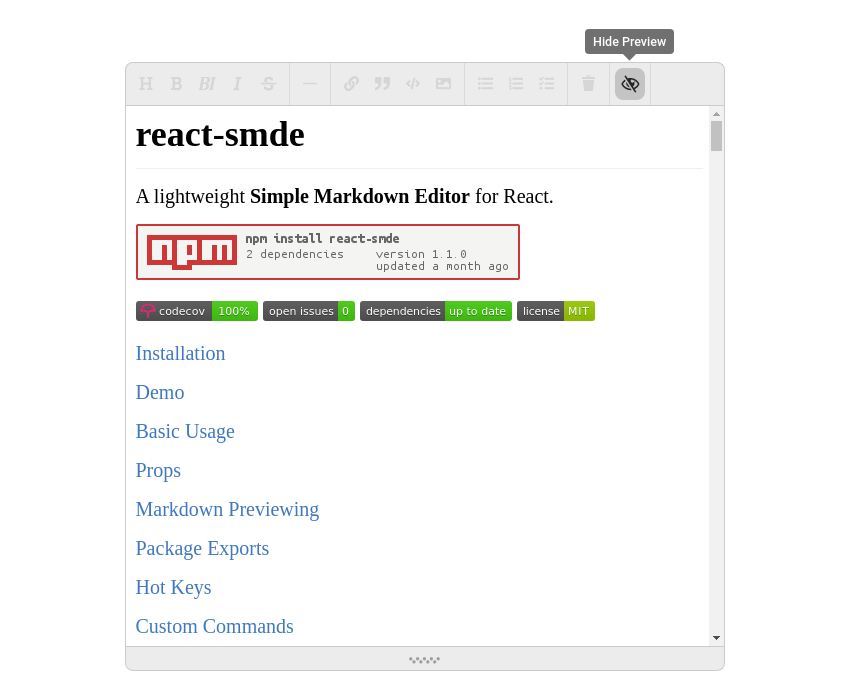 Hide Preview
H B BI I S
react-smde
A lightweight Simple Markdown Editor for React.
npm npm install react-smde
2 dependencies version 1.1.0
updated a month ago
codecov 100% open issues 0 dependencies up to date license MIT
Installation
Demo
Basic Usage
Props
Markdown Previewing
Package Exports
Hot Keys
Custom Commands